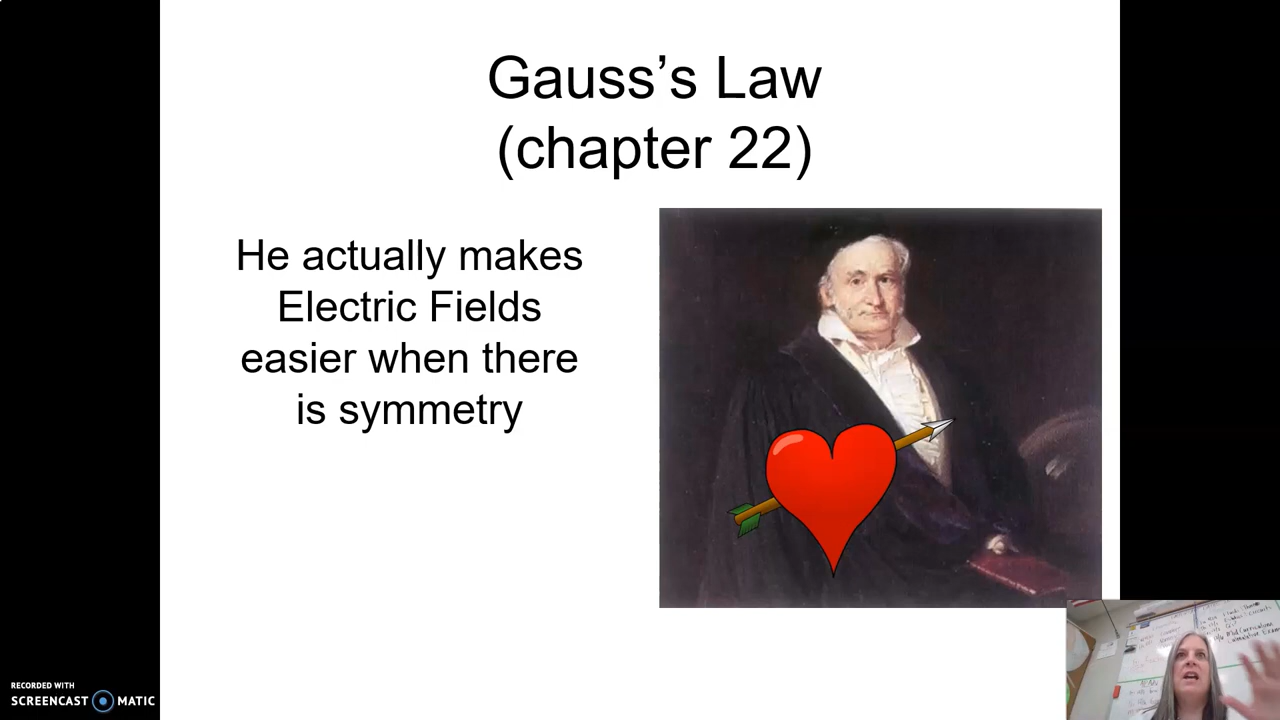 Gauss’s Law
(chapter 22)
He actually makes
Electric Fields
easier when there
is symmetry
RECORDED WITH
SCREENCAST MATIC